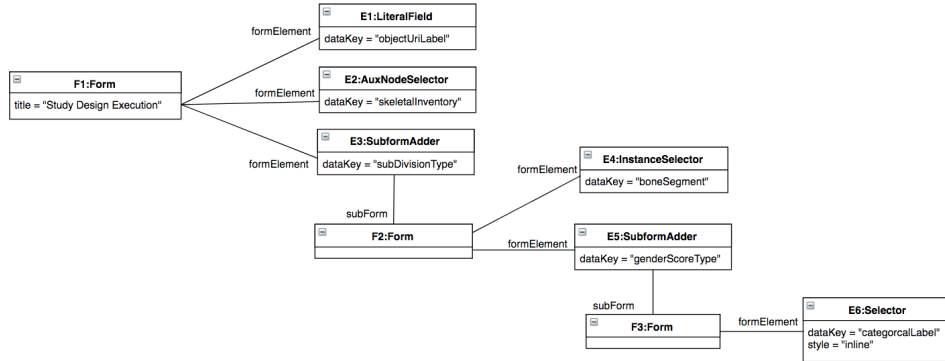 E1:LiteralField
formElement
dataKey = "objectUriLabel"
F1:Form
title = "Study Design Execution"
E2:AuxNodeSelector
formElement
dataKey = "skeletalInventory"
E3:SubformAdder
formElement
dataKey = "subDivisionType"
E4:InstanceSelector
formElement
dataKey = "boneSegment"
subForm
F2:Form
formElement
E5:SubformAdder
dataKey = "genderScoreType"
subForm
F3:Form
formElement
E6:Selector
dataKey ="categorcalLabel"
style = "inline"